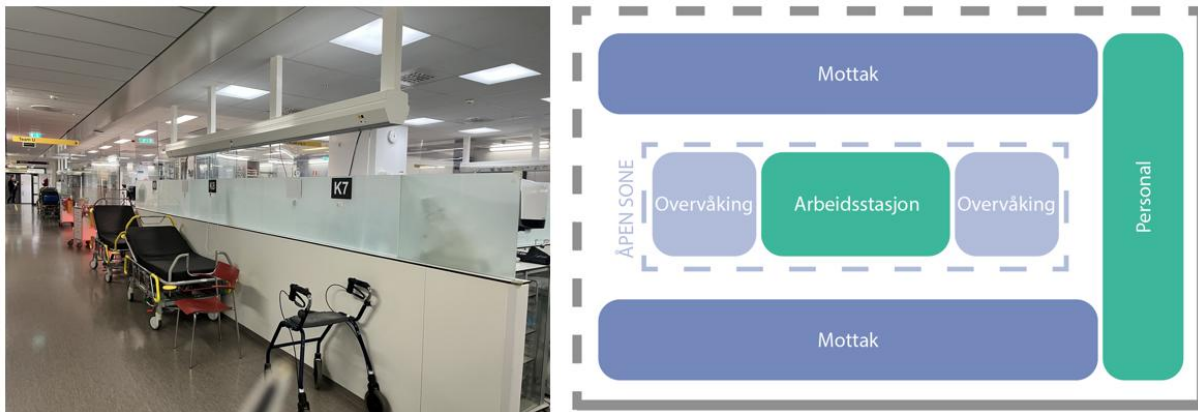 K7
Mottak
ÅPEN SONE
Overvåking
Arbeidsstasjon
Overvåking
Personal
Mottak